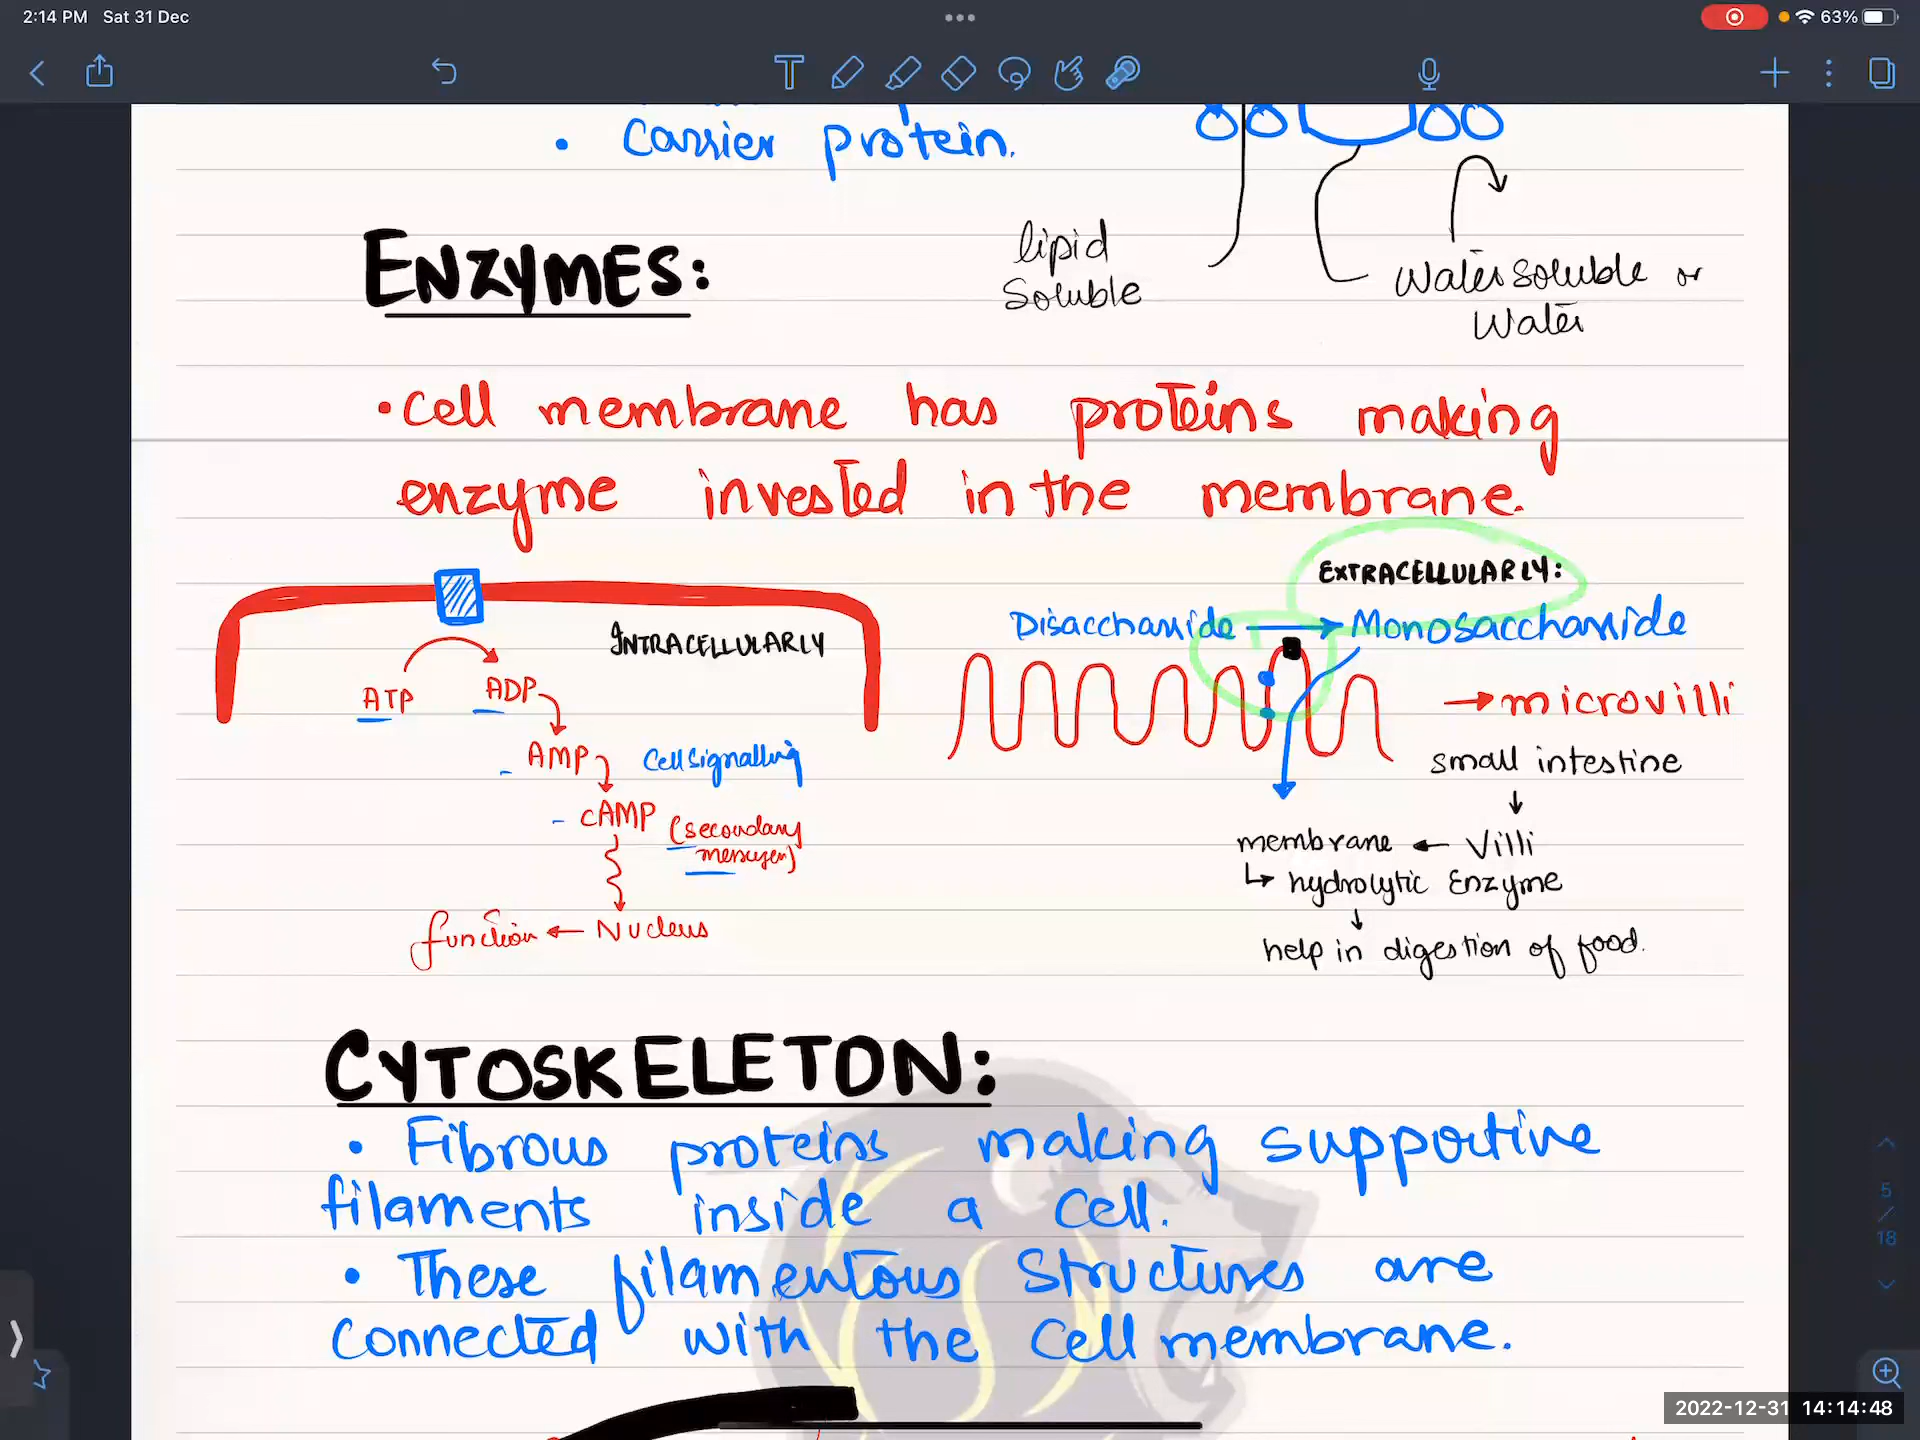 2:14 PM Sat 31 Dec
63%
• Carrier protein.
ENZYMES:
lipid
Soluble
Water Soluble or
Water
• Cell membrane has proteins making
enzyme invested in the membrane.
EXTRACELLULARLY:
Disaccharide → Monosaccharide
INTRACELLULARLY
ATP
ADP
→ microvilli
AMP
Cell signalling
small intestine
cAMP
(secondary
membrane ← Villi
↳ hydrolytic Enzyme
function ← Nucleus
help in digestion of food.
CYTOSKELETON:
• Fibrous proteins making supportive
filaments inside a Cell.
• These filamentous Structures are
Connected with the Cell membrane.
5
/
18
2022-12-31 14:14:48